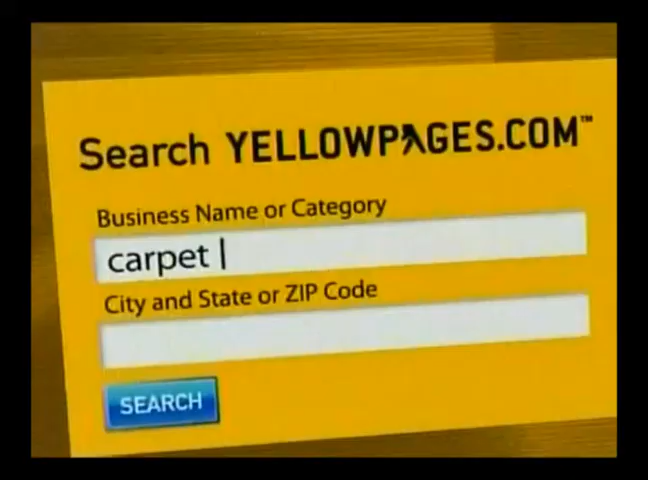 Search YELLOWPAGES.COM™
Business Name or Category
carpet
City and State or ZIP Code
SEARCH